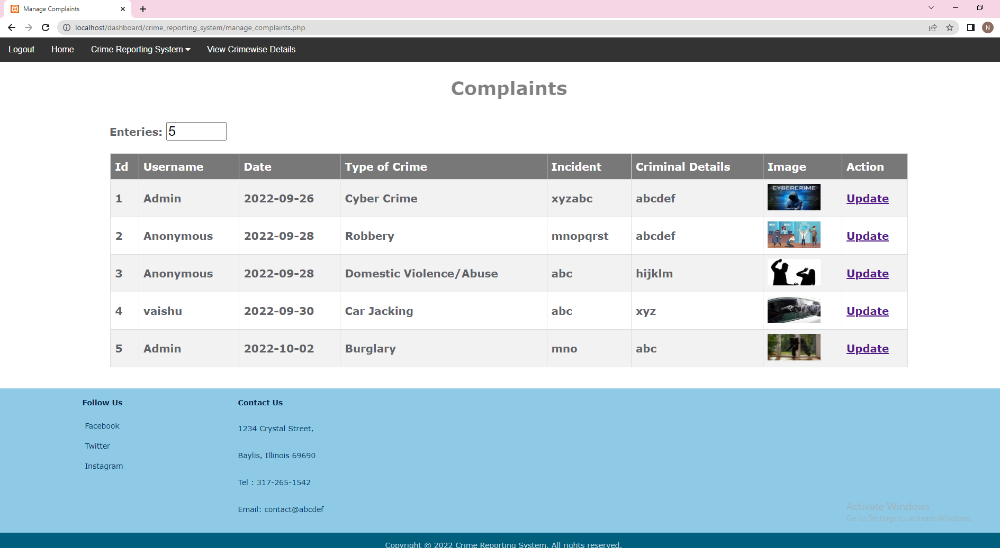 Manage Complaints
localhost/dashboard/crime_reporting_system/manage_complaints.php
N
Logout Home Crime Reporting System View Crimewise Details
Complaints
Enteries: 5
Id Username Date Type of Crime Incident Criminal Details Image Action
1 Admin 2022-09-26 Cyber Crime xyzabc abcdef CYBERCRIME Update
2 Anonymous 2022-09-28 Robbery mnopqrst abcdef Update
3 Anonymous 2022-09-28 Domestic Violence/Abuse abc hijklm Update
4 vaishu 2022-09-30 Car Jacking abc xyz Update
5 Admin 2022-10-02 Burglary mno abc Update
Follow Us
Facebook
Twitter
Instagram
Contact Us
1234 Crystal Street,
Baylis, Illinois 69690
Tel : 317-265-1542
Email: contact@abcdef
Activate Windows
Go to Settings to activate Windows.
Copyright © 2022 Crime Reporting System. All rights reserved.